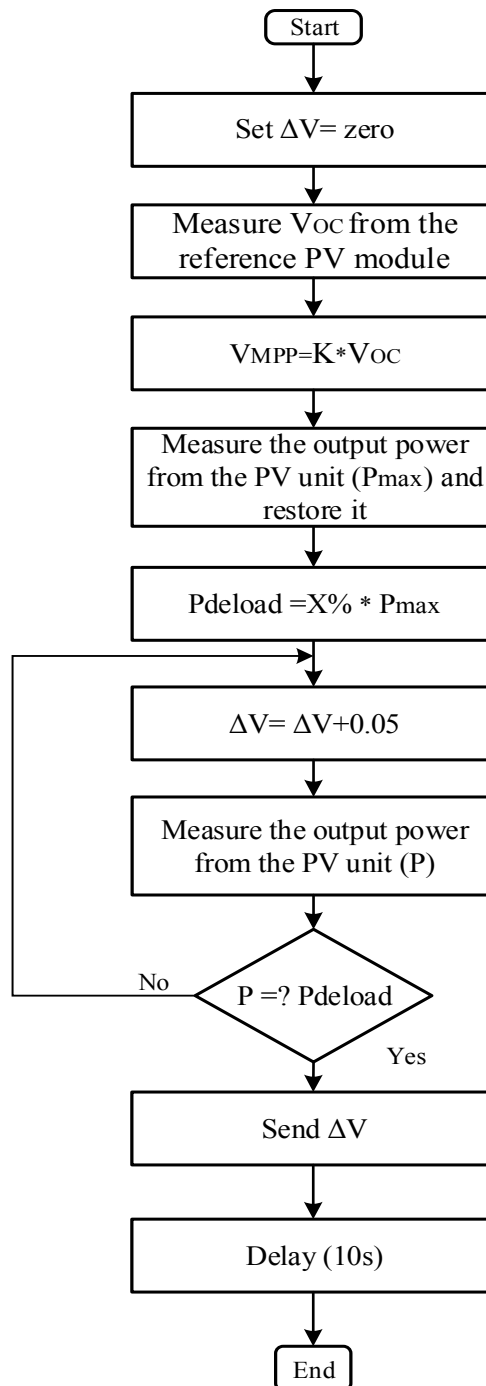 Start
Set ΔV= zero
Measure VOC from the
reference PV module
VMPP=K*VOC
Measure the output power
from the PV unit (Pmax) and
restore it
Pdeload =X% * Pmax
ΔV= ΔV+0.05
Measure the output power
from the PV unit (P)
No
P =? Pdeload
Yes
Send ΔV
Delay (10s)
End